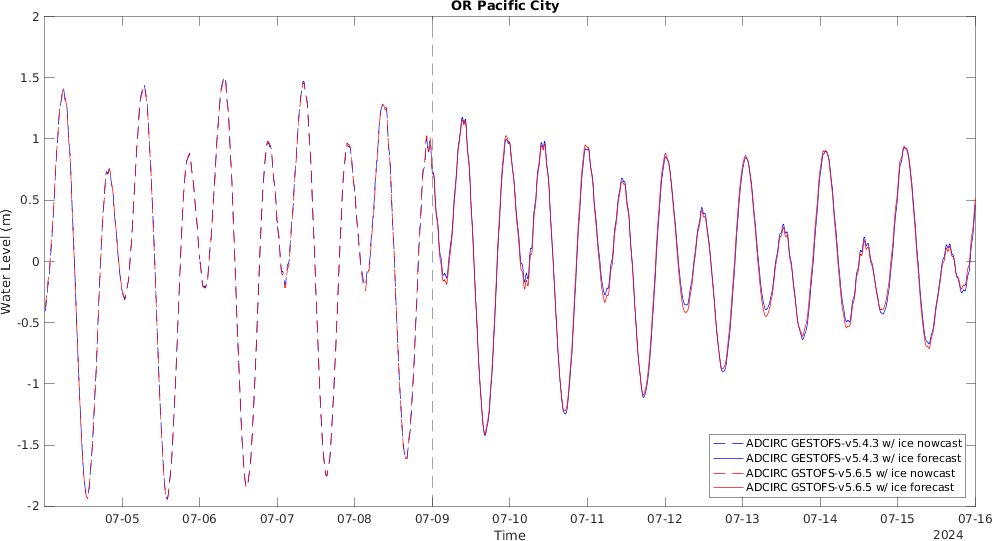 OR Pacific City
2
1.5
1
0.5
0
-0.5
-1
-1.5
-2
Water Level (m)
ADCIRC GESTOFS-v5.4.3 w/ ice nowcast
ADCIRC GESTOFS-v5.4.3 w/ ice forecast
ADCIRC GSTOFS-v5.6.5 w/ ice nowcast
ADCIRC GSTOFS-v5.6.5 w/ ice forecast
07-05 07-06 07-07 07-08 07-09 07-10 07-11 07-12 07-13 07-14 07-15 07-16
Time
2024